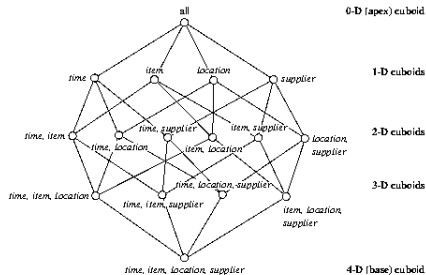 all
0-D (apex) cuboid
time
item
location
supplier
1-D cuboids
time, item
time, location
time, supplier
item, location
item, supplier
location,
supplier
2-D cuboids
time, item, location
time, item, supplier
time, location, supplier
item, location,
supplier
3-D cuboids
time, item, location, supplier
4-D (base) cuboid